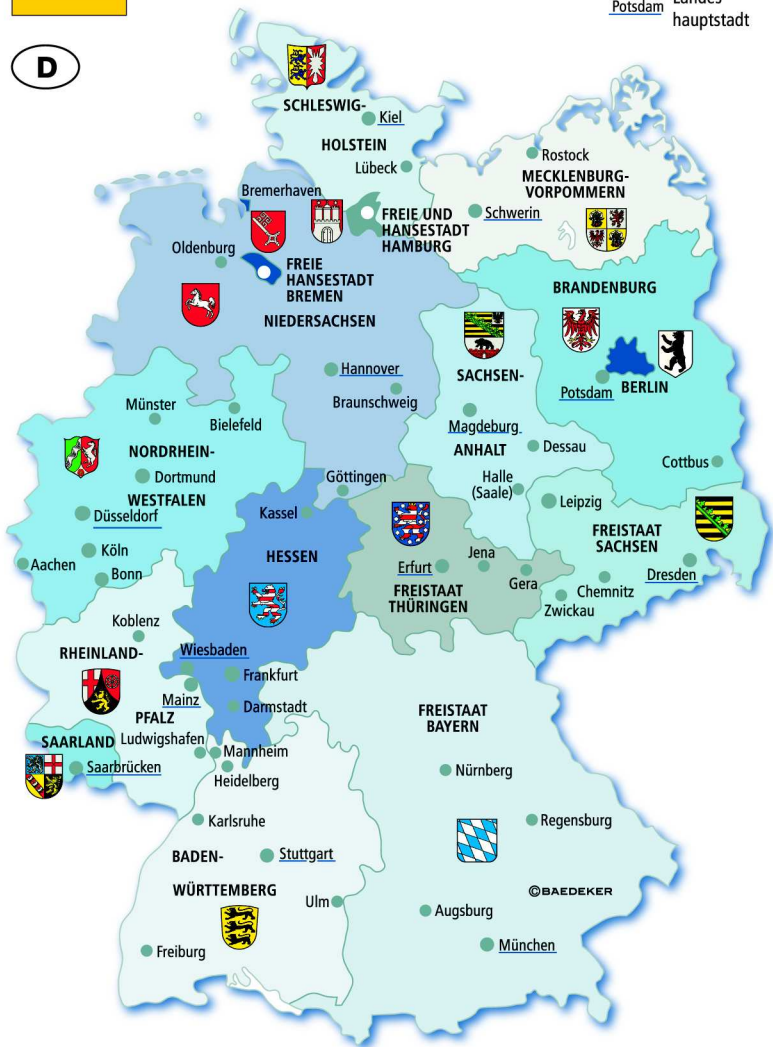 Potsdam Landes-
hauptstadt
D
SCHLESWIG-
Kiel
HOLSTEIN
Lübeck
Rostock
MECKLENBURG-
VORPOMMERN
Schwerin
Bremerhaven
FREIE UND
HANSESTADT
HAMBURG
Oldenburg
FREIE
HANSESTADT
BREMEN
NIEDERSACHSEN
BRANDENBURG
Hannover
Braunschweig
SACHSEN-
Potsdam
BERLIN
Magdeburg
ANHALT
Dessau
Halle
(Saale)
Cottbus
Münster
Bielefeld
NORDRHEIN-
Dortmund
WESTFALEN
Düsseldorf
Göttingen
Kassel
HESSEN
Leipzig
FREISTAAT
SACHSEN
Köln
Aachen
Bonn
Erfurt
Jena
Gera
FREISTAAT
THÜRINGEN
Dresden
Chemnitz
Zwickau
Koblenz
RHEINLAND-
Wiesbaden
Frankfurt
Mainz
Darmstadt
PFALZ
SAARLAND
Ludwigshafen
Mannheim
Saarbrücken
Heidelberg
FREISTAAT
BAYERN
Nürnberg
Karlsruhe
Regensburg
BADEN-
Stuttgart
WÜRTTEMBERG
Ulm
©BAEDEKER
Augsburg
Freiburg
München